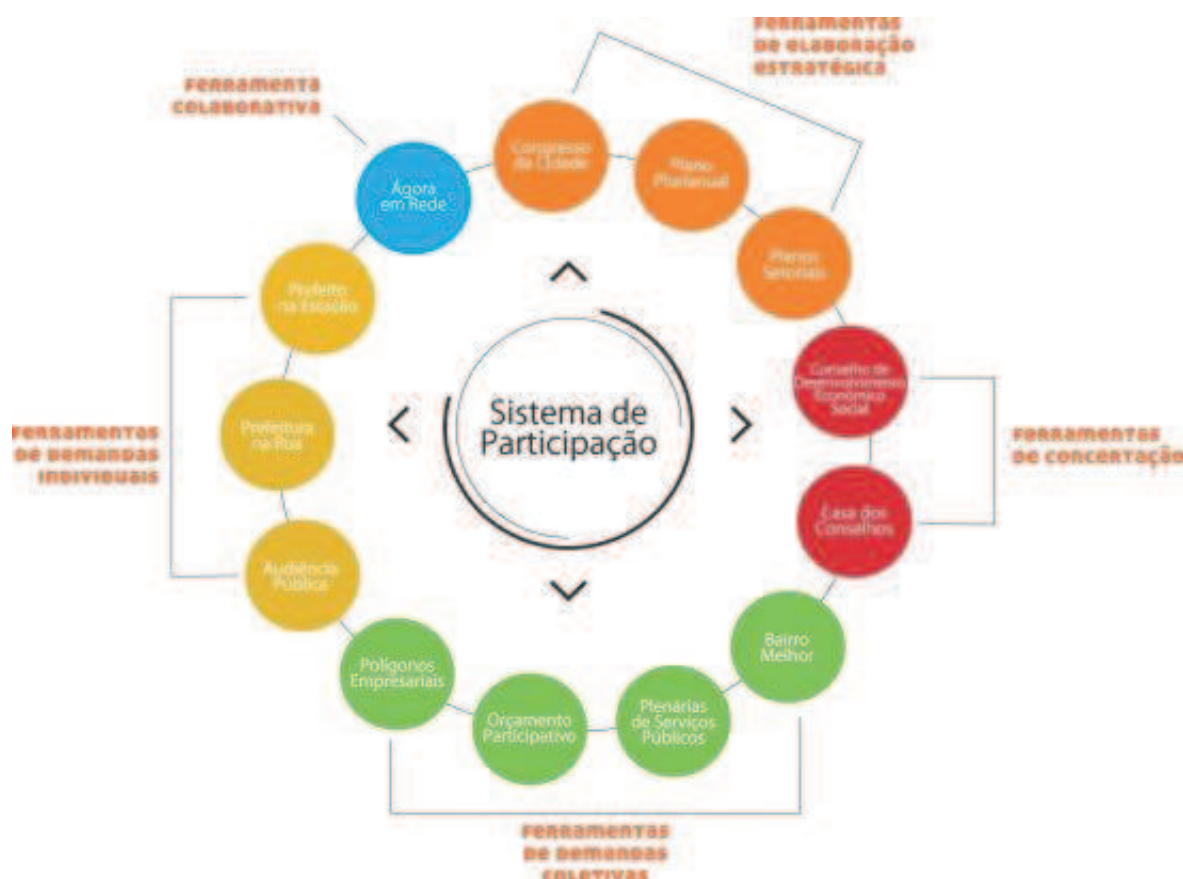 FERRAMENTAS
DE ELABORAÇÃO
ESTRATÉGICA
FERRAMENTA
COLABORATIVA
Congresso
da Cidade
Plano
Plurianual
Ágora
em Rede
Planos
Setoriais
Prefeito
na Estação
Conselho de
Desenvolvimento
Econômico
Social
Sistema de
Participação
Prefeitura
na Rua
FERRAMENTAS
DE DEMANDAS
INDIVIDUAIS
FERRAMENTAS
DE CONCERTAÇÃO
Casa dos
Conselhos
Audiência
Pública
Bairro
Melhor
Polígonos
Empresariais
Plenárias
de Serviços
Públicos
Orçamento
Participativo
FERRAMENTAS
DE DEMANDAS
COLETIVAS